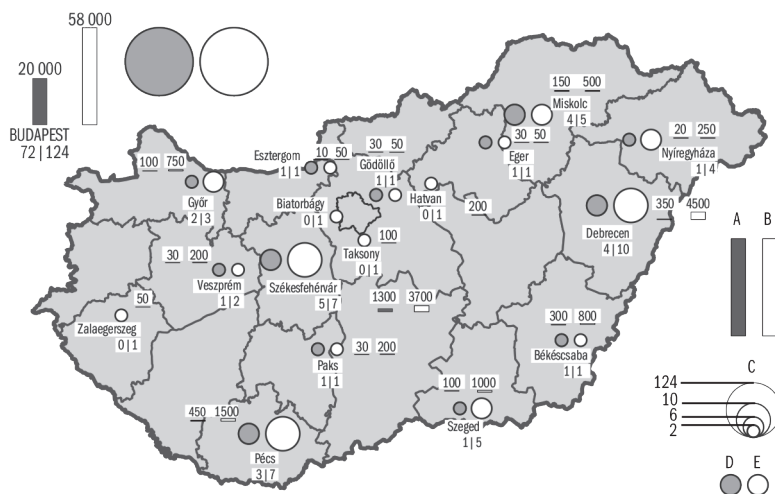 58 000
20 000
BUDAPEST
72 | 124
150 500
Miskolc
4 | 5
10 50
Esztergom
1 | 1
30 50
Gödöllő
1 | 1
30 50
Eger
1 | 1
20 250
Nyíregyháza
1 | 4
100 750
Győr
2 | 3
Biatorbágy
0 | 1
Hatvan
0 | 1
200
350 4500
Debrecen
4 | 10
100
Taksony
0 | 1
30 200
Veszprém
1 | 2
Székesfehérvár
5 | 7
1300 3700
50
Zalaegerszeg
0 | 1
30 200
Paks
1 | 1
300 800
Békéscsaba
1 | 1
100 1000
Szeged
1 | 5
450 1500
Pécs
3 | 7
A B
C
124
10
6
2
D E